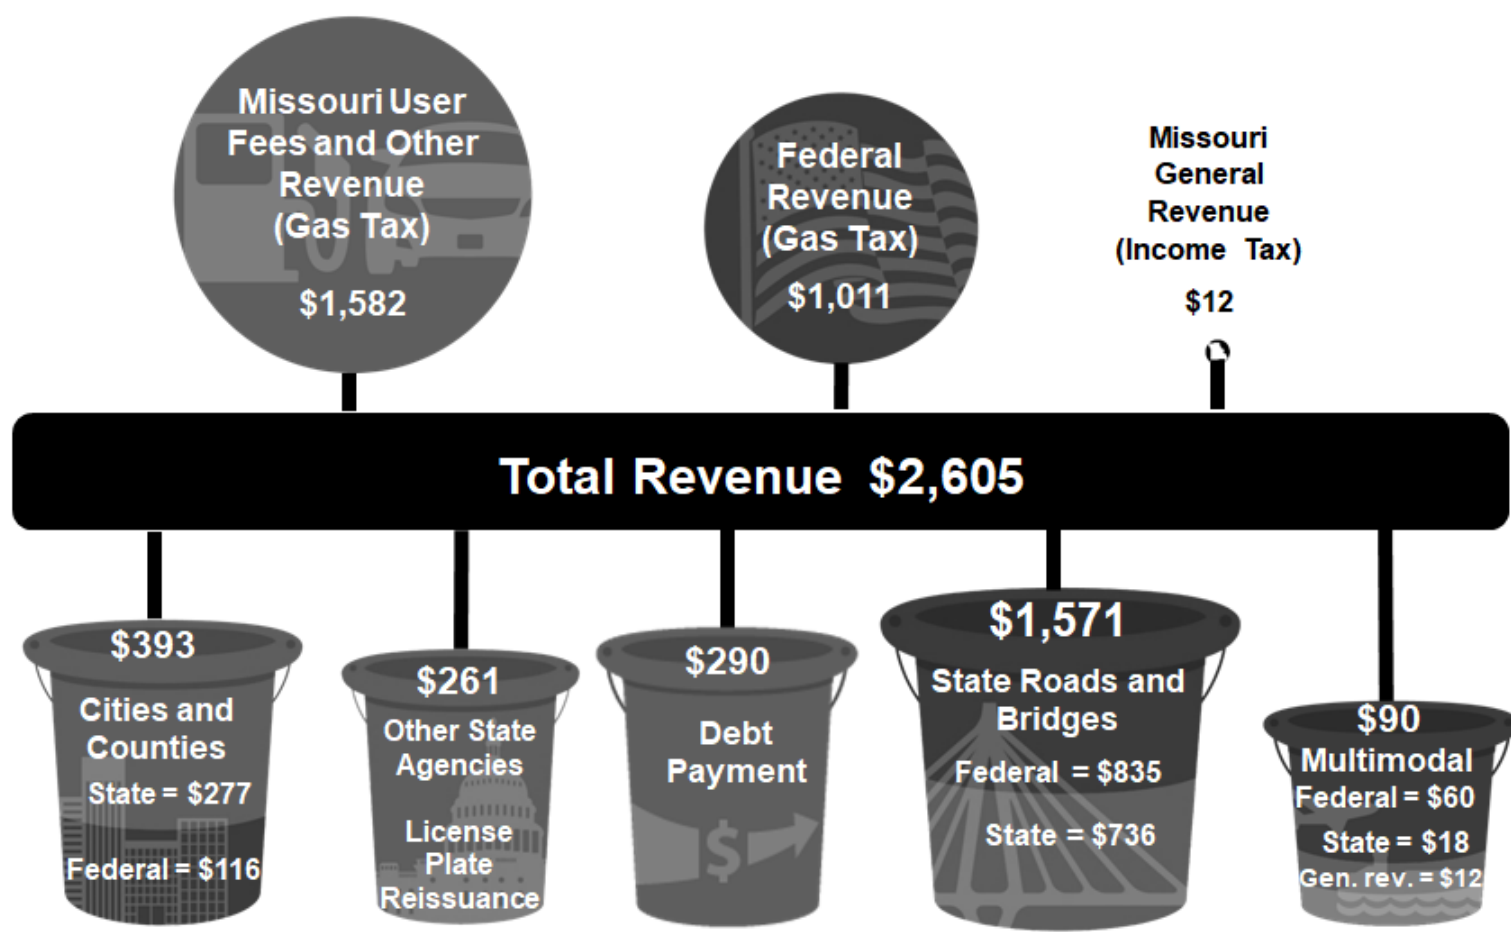 Missouri User
Fees and Other
Revenue
(Gas Tax)
$1,582
Federal
Revenue
(Gas Tax)
$1,011
Missouri
General
Revenue
(Income Tax)
$12
Total Revenue $2,605
$393
Cities and
Counties
State = $277
Federal = $116
$261
Other State
Agencies
License
Plate
Reissuance
$290
Debt
Payment
$
$1,571
State Roads and
Bridges
Federal = $835
State = $736
$90
Multimodal
Federal = $60
State = $18
Gen. rev. = $12